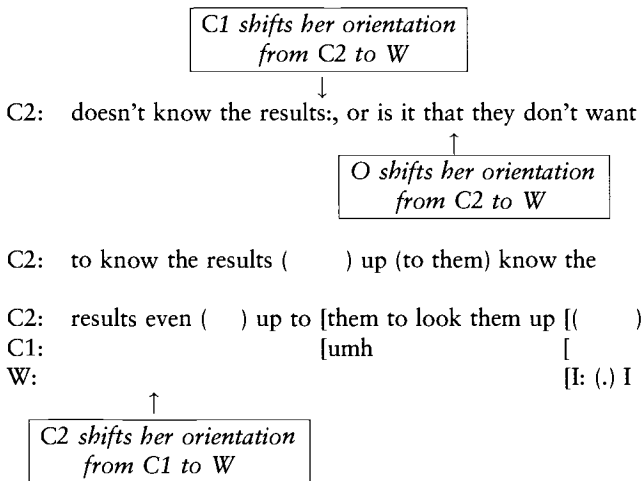 C1 shifts her orientation
from C2 to W
↓
C2: doesn't know the results:, or is it that they don't want
↑
O shifts her orientation
from C2 to W
C2: to know the results (      ) up (to them) know the
C2: results even (   ) up to [them to look them up [(      )
C1: [umh [
W: [I: (.) I
↑
C2 shifts her orientation
from C1 to W